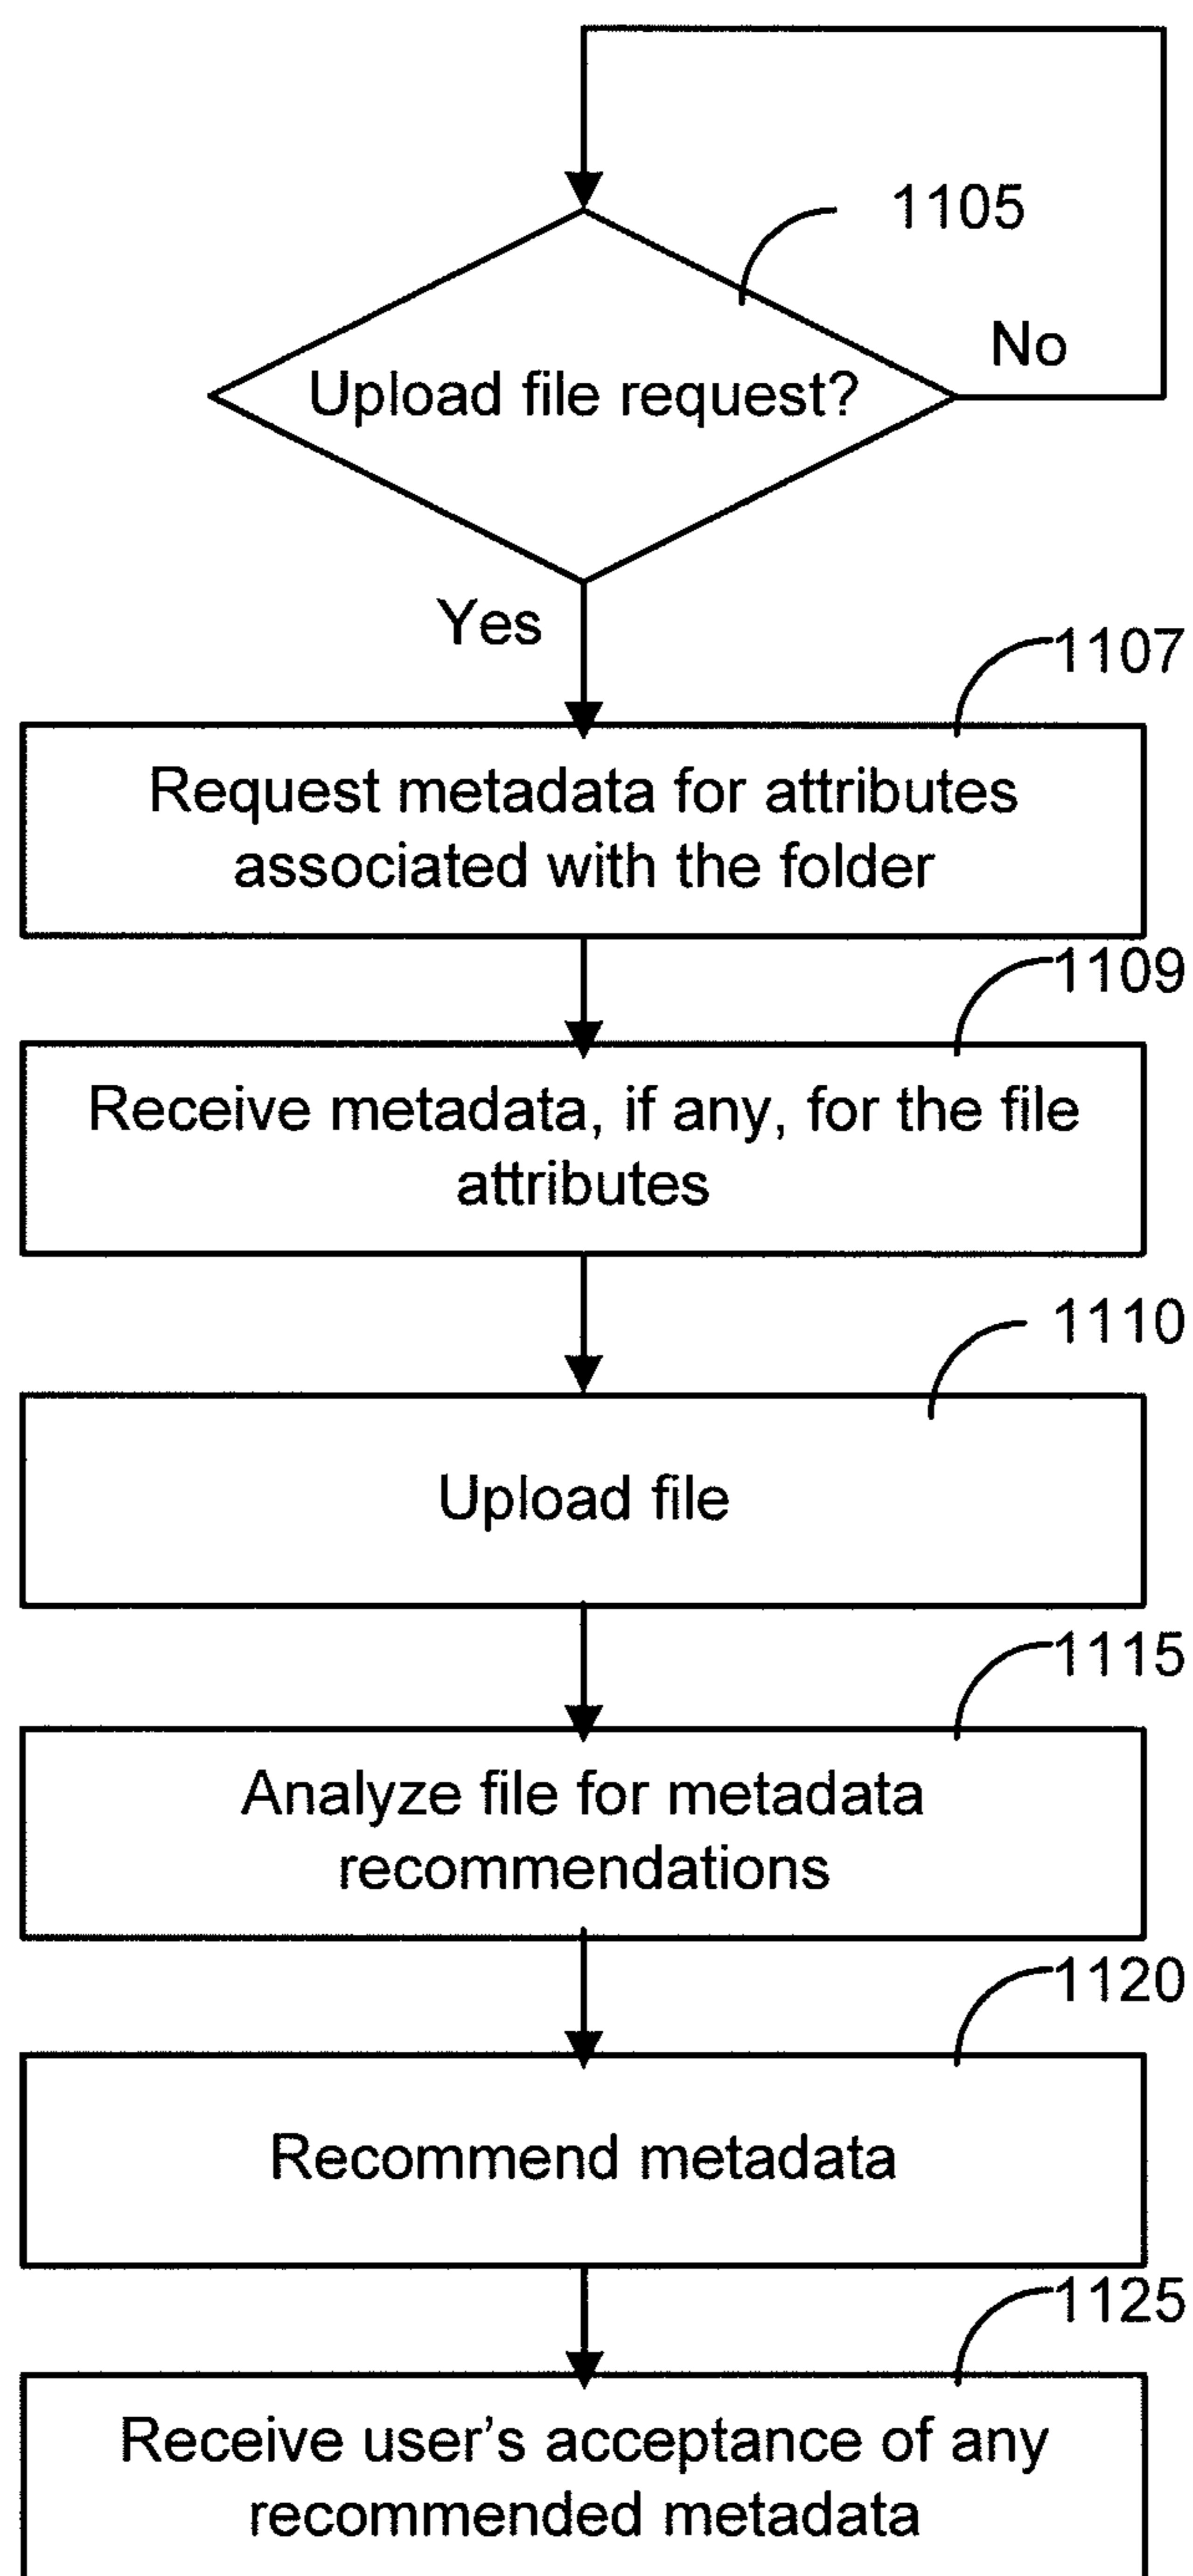 1105
No
Upload file request?
Yes
1107
Request metadata for attributes
associated with the folder
1109
Receive metadata, if any, for the file
attributes
1110
Upload file
1115
Analyze file for metadata
recommendations
1120
Recommend metadata
1125
Receive user's acceptance of any
recommended metadata